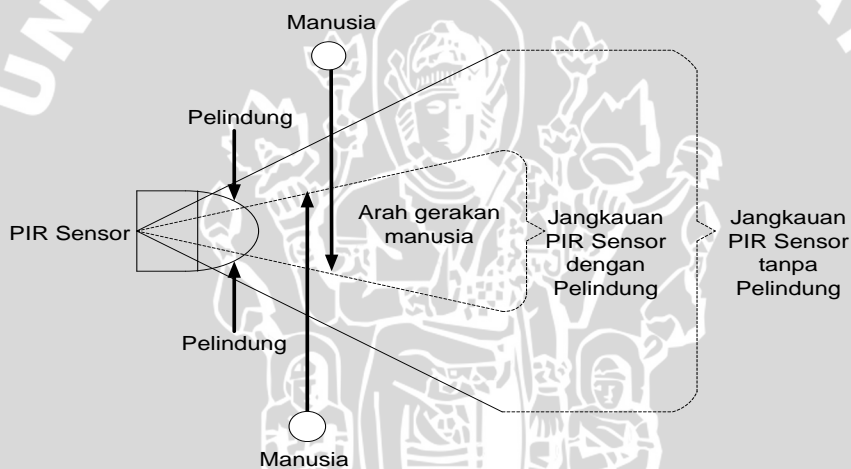 Manusia
Pelindung
PIR Sensor
Arah gerakan
manusia
Jangkauan
PIR Sensor
dengan
Pelindung
Jangkauan
PIR Sensor
tanpa
Pelindung
Pelindung
Manusia